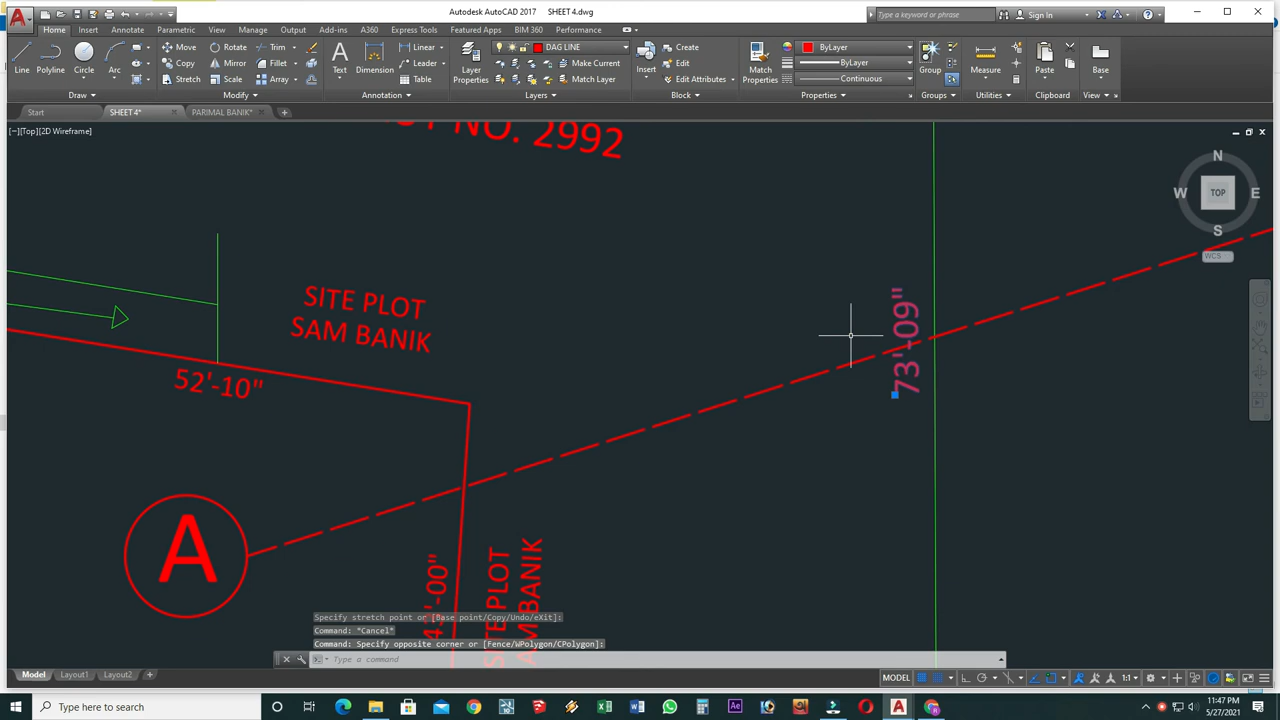 Autodesk AutoCAD 2017 SHEET 4.dwg
Type a keyword or phrase
Sign In
Home Insert Annotate Parametric View Manage Output Add-ins A360 Express Tools Featured Apps BIM 360 Performance
Line Polyline Circle Arc
Move Rotate Trim
Copy Mirror Fillet
Stretch Scale Array
Text Dimension
Linear
Leader
Table
Layer Properties
DAG LINE
Make Current
Match Layer
Insert
Create
Edit
Edit Attributes
Match Properties
ByLayer
ByLayer
Continuous
Group
Measure
Paste
Base
Draw Modify Annotation Layers Block Properties Groups Utilities Clipboard View
Start SHEET 4* PARIMAL BANIK*
[−][Top][2D Wireframe]
NO. 2992
N
W TOP E
S
WCS
SITE PLOT
SAM BANIK
52'-10"
73'-09"
A
SITE PLOT
Specify stretch point or [Base point/Copy/Undo/eXit]:
Command: *Cancel*
Command: Specify opposite corner or [Fence/WPolygon/CPolygon]:
Type a command
Model Layout1 Layout2
MODEL 1:1
Type here to search
11:47 PM
5/27/2021